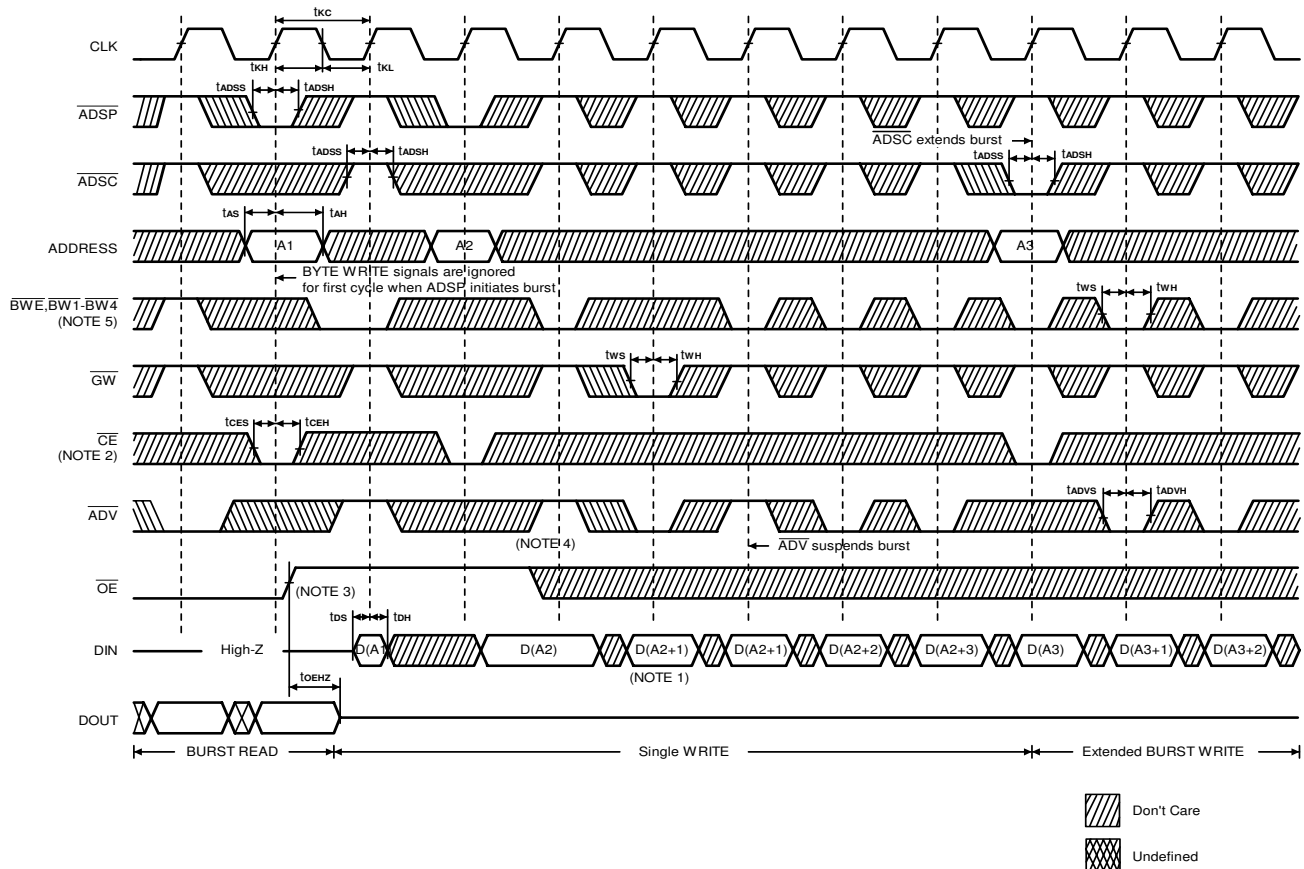 tKC
CLK
tKH tKL
tADSS tADSH
ADSP
ADSC extends burst
tADSS tADSH tADSS tADSH
ADSC
tAS tAH
ADDRESS A1 A2 A3
BYTE WRITE signals are ignored
for first cycle when ADSP initiates burst
BWE,BW1-BW4
(NOTE 5)
tWS tWH
tWS tWH
GW
tCES tCEH
CE
(NOTE 2)
tADVS tADVH
ADV
(NOTE 4) ADV suspends burst
OE (NOTE 3)
tDS tDH
DIN High-Z D(A1 D(A2) D(A2+1) D(A2+1) D(A2+2) D(A2+3) D(A3) D(A3+1) D(A3+2)
(NOTE 1)
tOEHZ
DOUT
BURST READ Single WRITE Extended BURST WRITE
Don't Care
Undefined